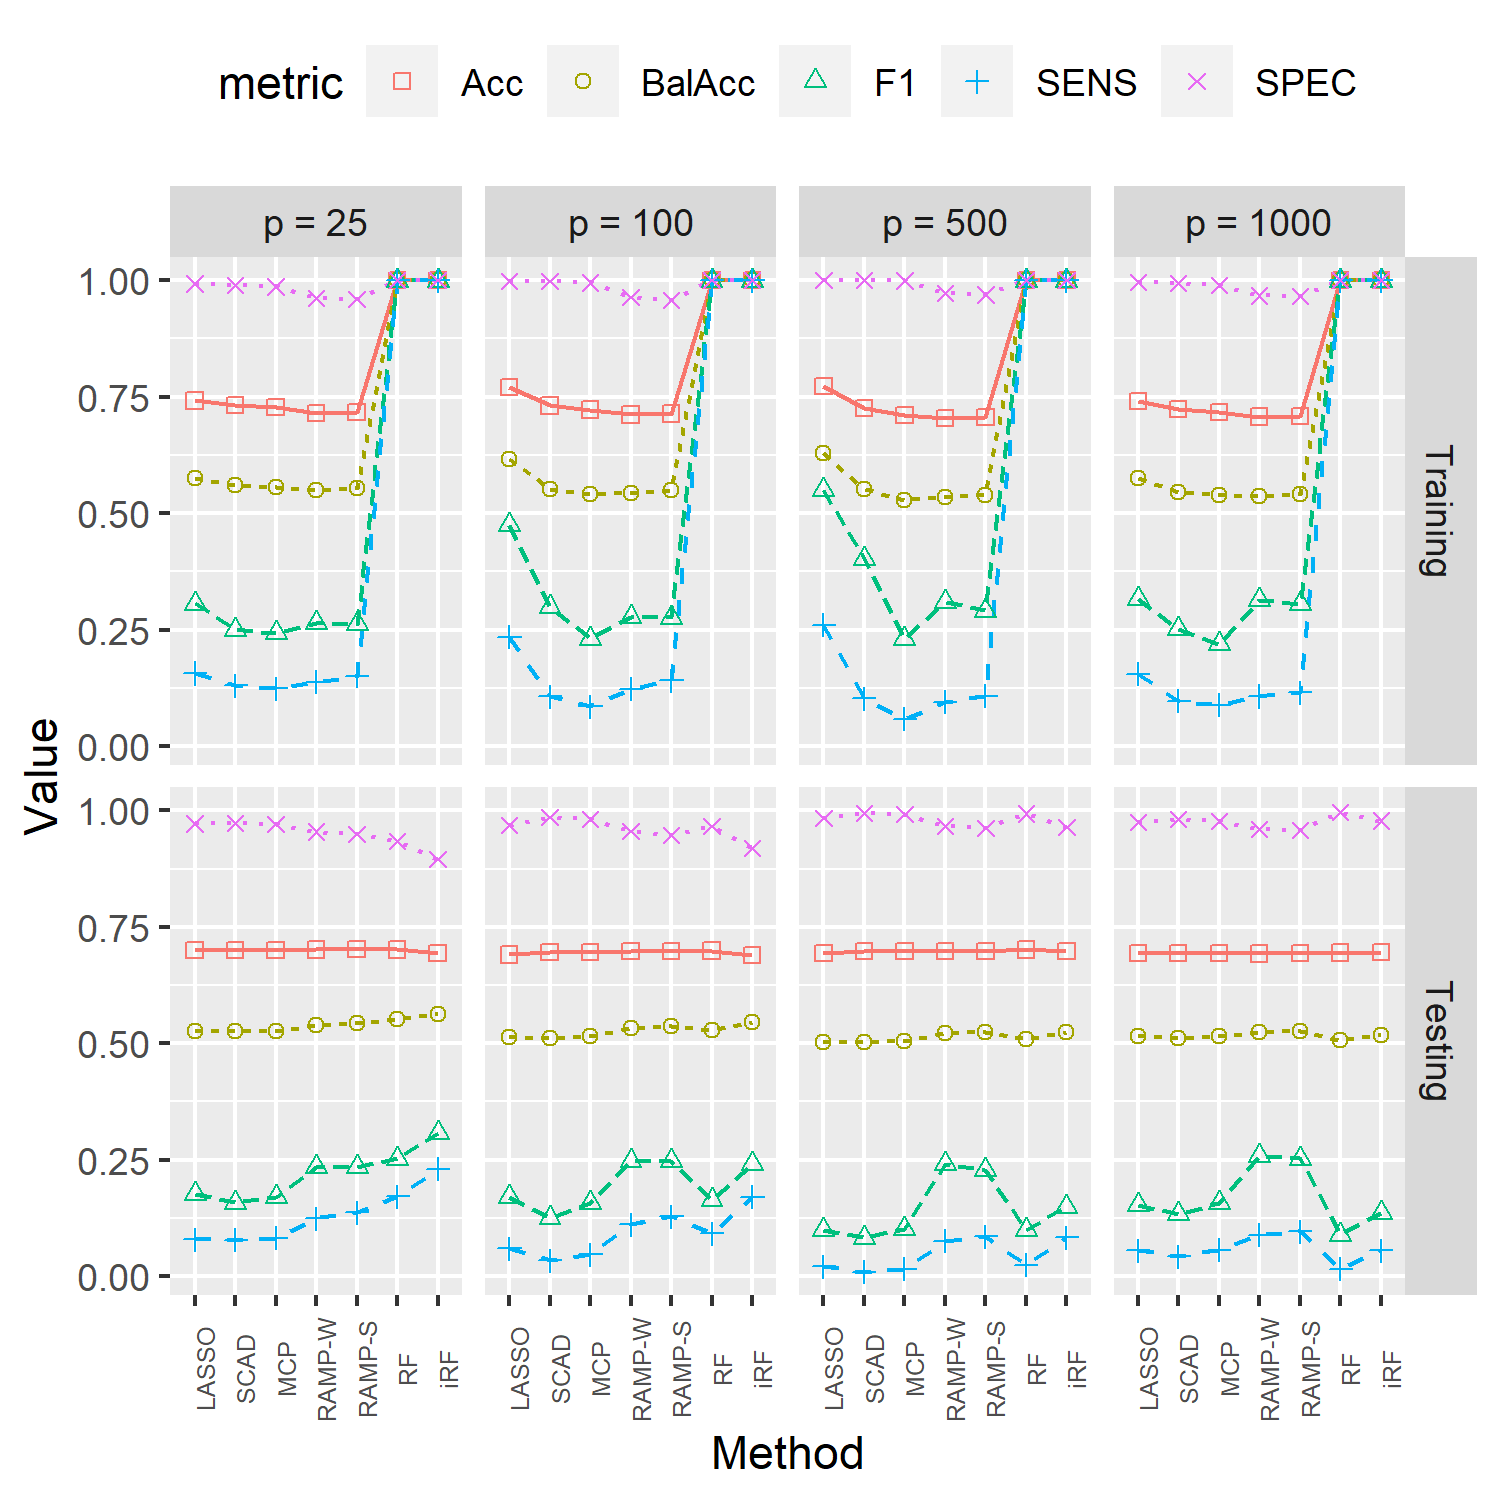 metric Acc BalAcc F1 SENS SPEC
p = 25 p = 100 p = 500 p = 1000
1.00
0.75
0.50
0.25
0.00
Training
Value
1.00
0.75
0.50
0.25
0.00
Testing
LASSO SCAD MCP RAMP-W RAMP-S RF iRF LASSO SCAD MCP RAMP-W RAMP-S RF iRF LASSO SCAD MCP RAMP-W RAMP-S RF iRF LASSO SCAD MCP RAMP-W RAMP-S RF iRF
Method